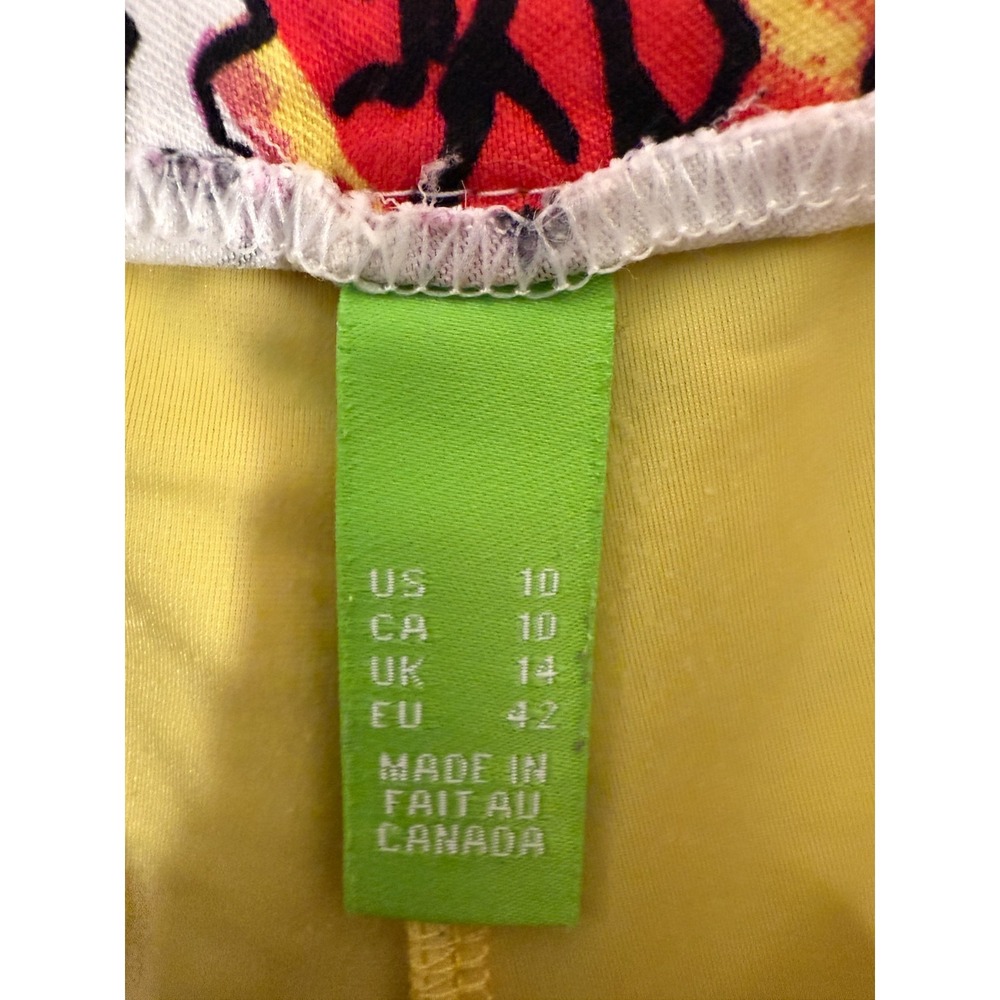 US 10
CA 10
UK 14
EU 42
MADE IN
FAIT AU
CANADA